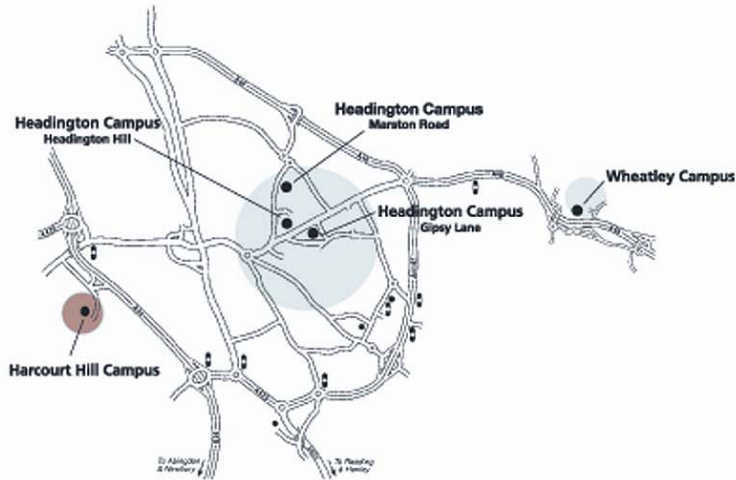 Headington Campus
Marston Road
Headington Campus
Headington Hill
Wheatley Campus
Headington Campus
Gipsy Lane
Harcourt Hill Campus
To Abingdon
& Newbury
To Reading
& Henley